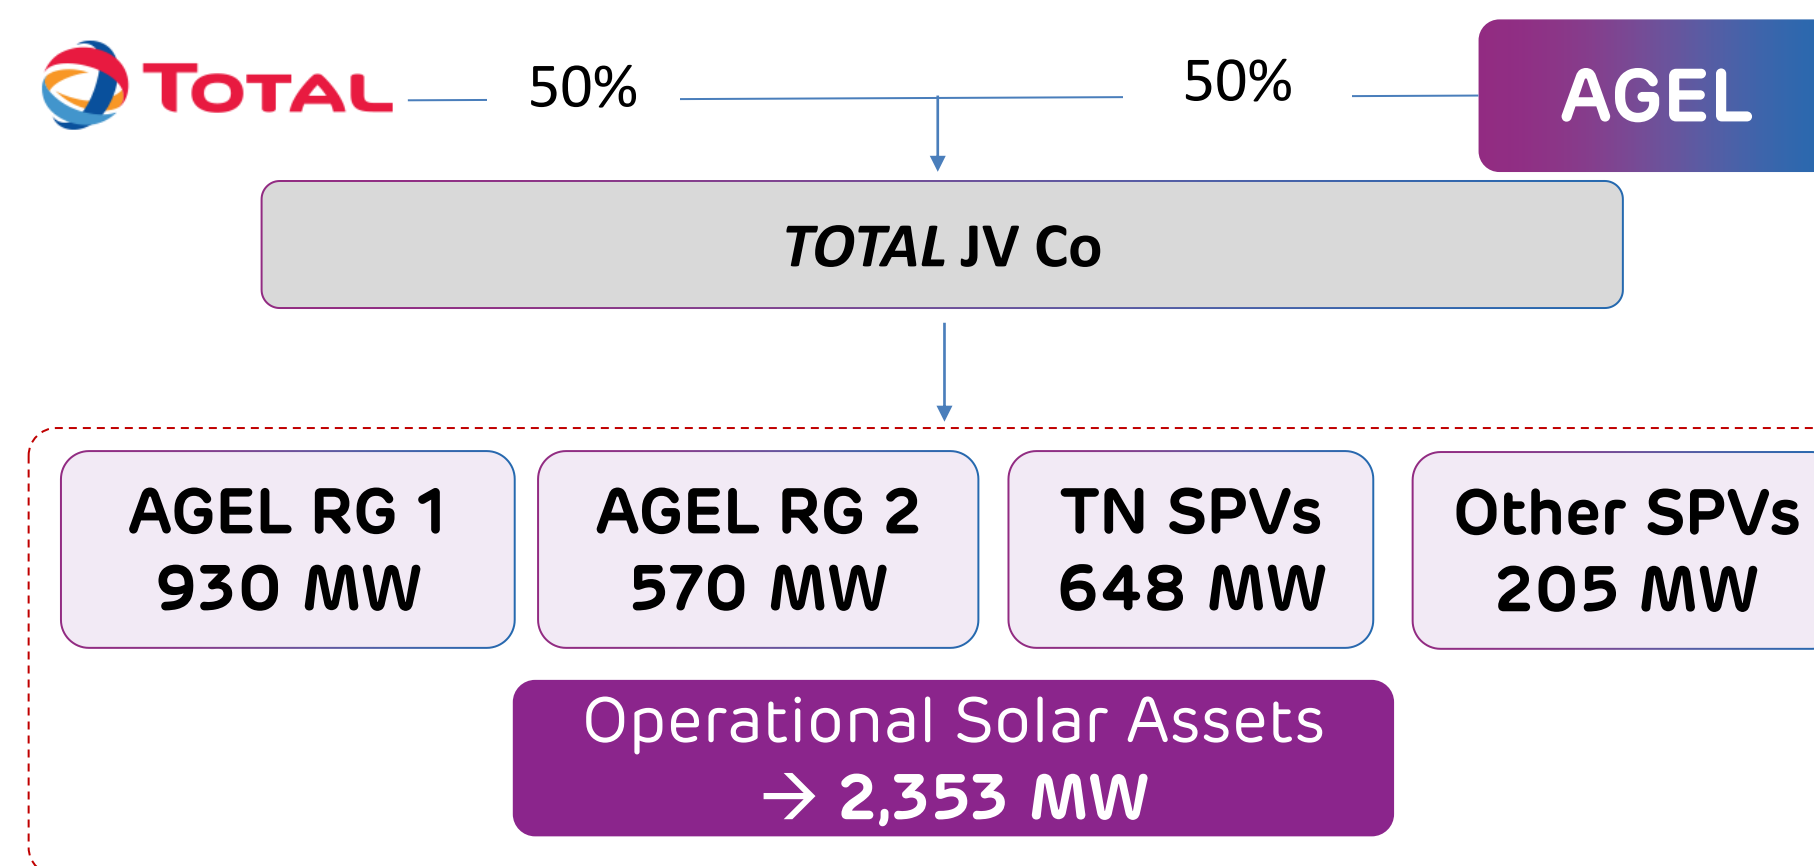 TOTAL
50%
50%
AGEL
TOTAL JV Co
AGEL RG 1
930 MW
AGEL RG 2
570 MW
TN SPVs
648 MW
Other SPVs
205 MW
Operational Solar Assets
→ 2,353 MW